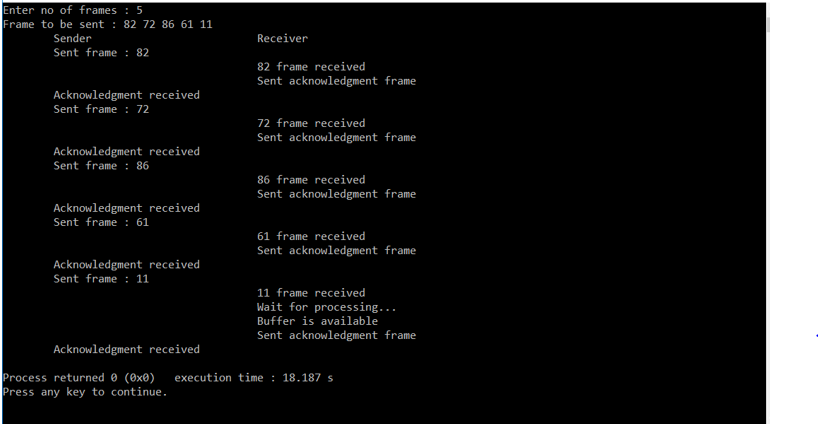 Enter no of frames : 5
Frame to be sent : 82 72 86 61 11
Sender Receiver
Sent frame : 82
82 frame received
Sent acknowledgment frame
Acknowledgment received
Sent frame : 72
72 frame received
Sent acknowledgment frame
Acknowledgment received
Sent frame : 86
86 frame received
Sent acknowledgment frame
Acknowledgment received
Sent frame : 61
61 frame received
Sent acknowledgment frame
Acknowledgment received
Sent frame : 11
11 frame received
Wait for processing...
Buffer is available
Sent acknowledgment frame
Acknowledgment received
Process returned 0 (0x0) execution time : 18.187 s
Press any key to continue.